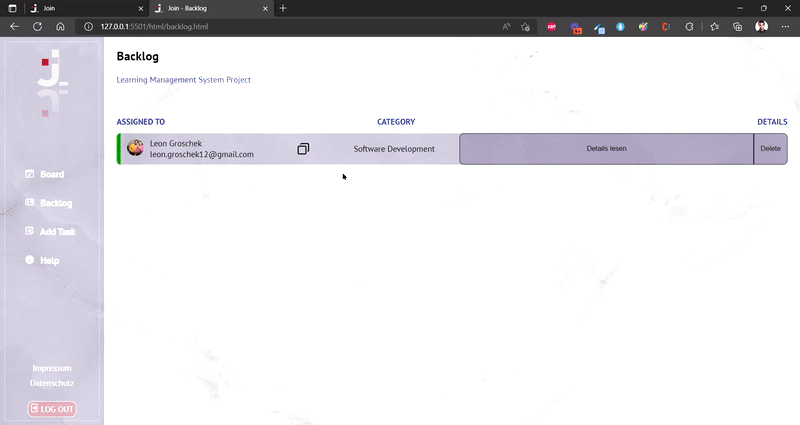 Join
Join - Backlog
127.0.0.1:5501/html/backlog.html
Backlog
Learning Management System Project
ASSIGNED TO
CATEGORY
DETAILS
Leon Groschek
leon.groschek12@gmail.com
Software Development
Details lesen
Delete
Board
Backlog
Add Task
Help
Impressum
Datenschutz
LOG OUT